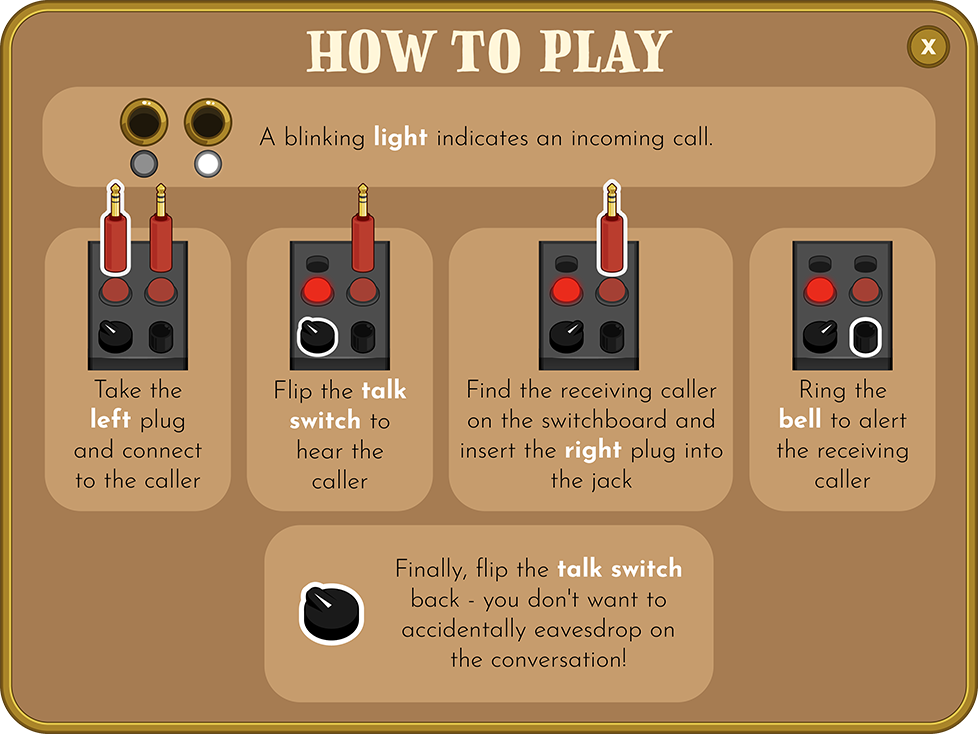 HOW TO PLAY
X
A blinking light indicates an incoming call.
Take the
left plug
and connect
to the caller
Flip the talk
switch to
hear the
caller
Find the receiving caller
on the switchboard and
insert the right plug into
the jack
Ring the
bell to alert
the receiving
caller
Finally, flip the talk switch
back - you don't want to
accidentally eavesdrop on
the conversation!